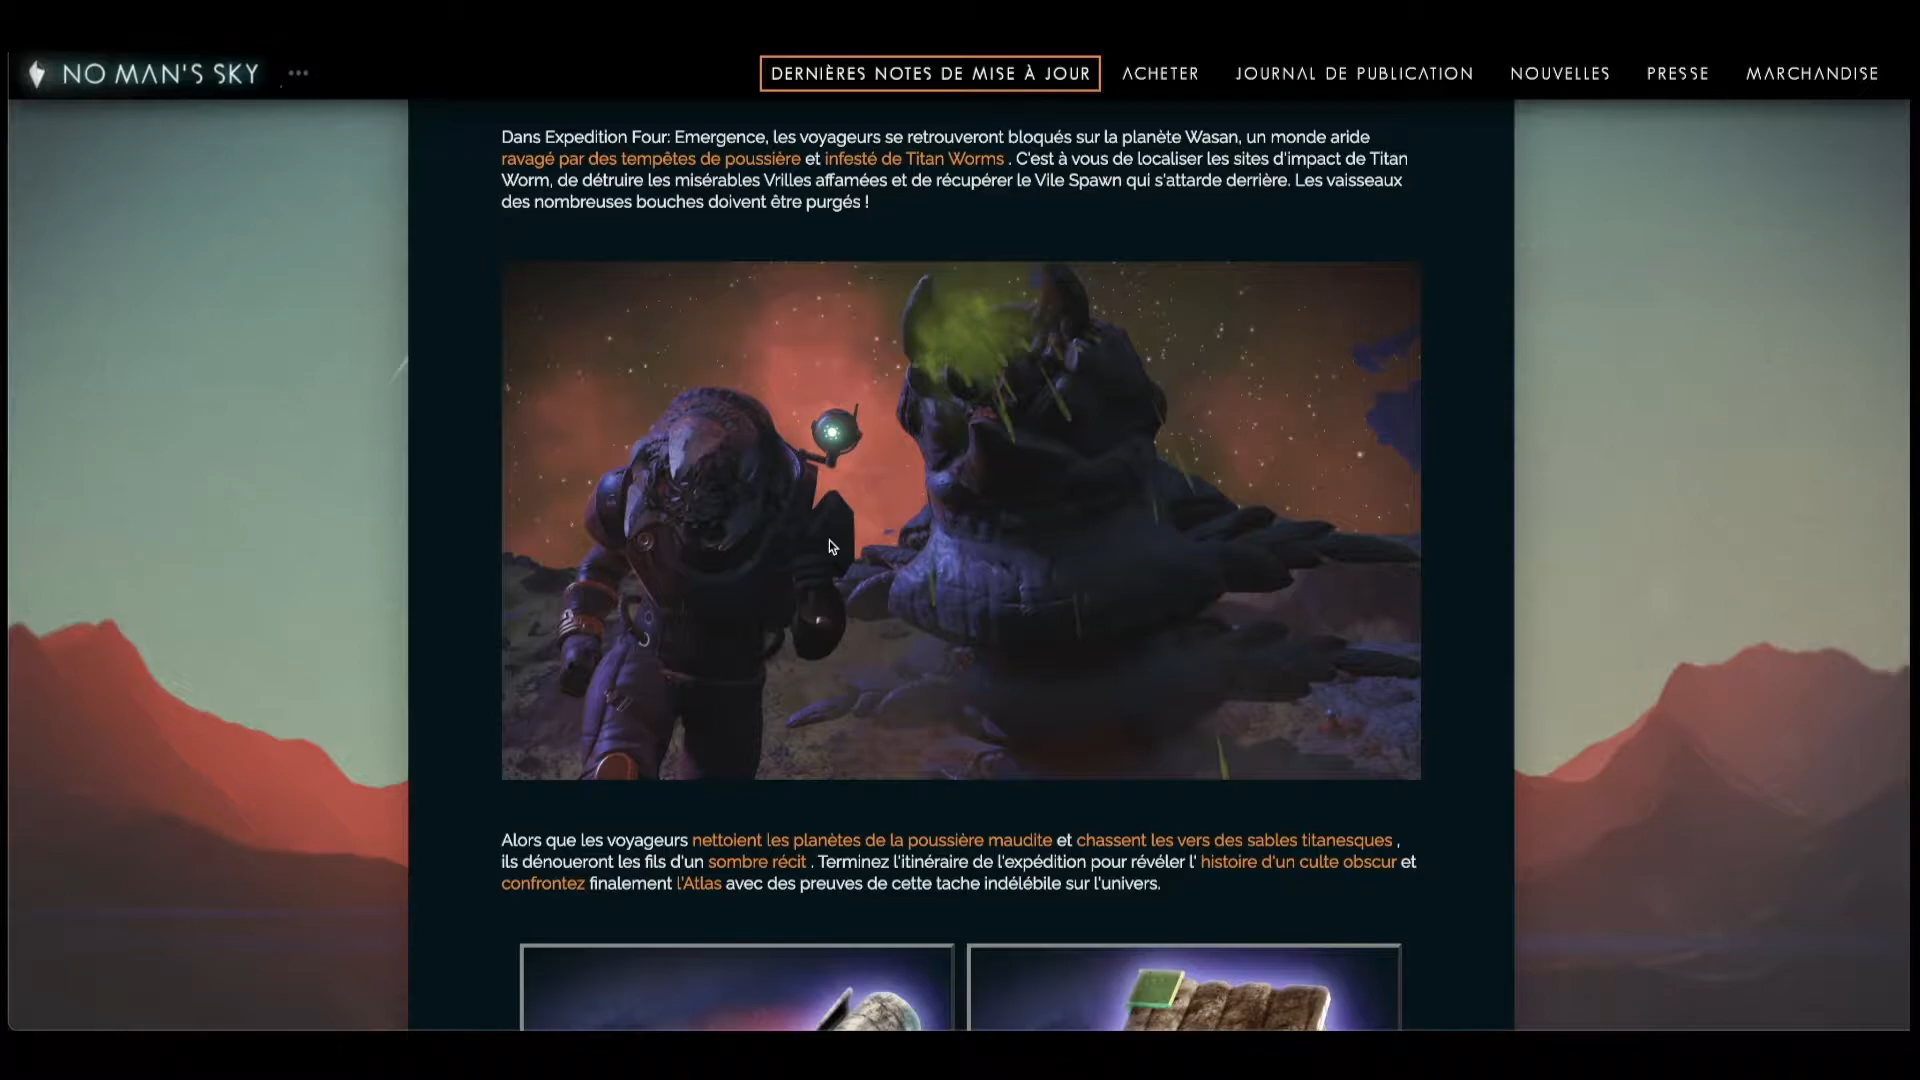 NO MAN'S SKY ...
DERNIÈRES NOTES DE MISE À JOUR
ACHETER
JOURNAL DE PUBLICATION
NOUVELLES
PRESSE
MARCHANDISE
Dans Expedition Four: Emergence, les voyageurs se retrouveront bloqués sur la planète Wasan, un monde aride
ravagé par des tempêtes de poussière et infesté de Titan Worms . C'est à vous de localiser les sites d'impact de Titan
Worm, de détruire les misérables Vrilles affamées et de récupérer le Vile Spawn qui s'attarde derrière. Les vaisseaux
des nombreuses bouches doivent être purgés !
Alors que les voyageurs nettoient les planètes de la poussière maudite et chassent les vers des sables titanesques ,
ils dénoueront les fils d'un sombre récit . Terminez l'itinéraire de l'expédition pour révéler l' histoire d'un culte obscur et
confrontez finalement l'Atlas avec des preuves de cette tache indélébile sur l'univers.